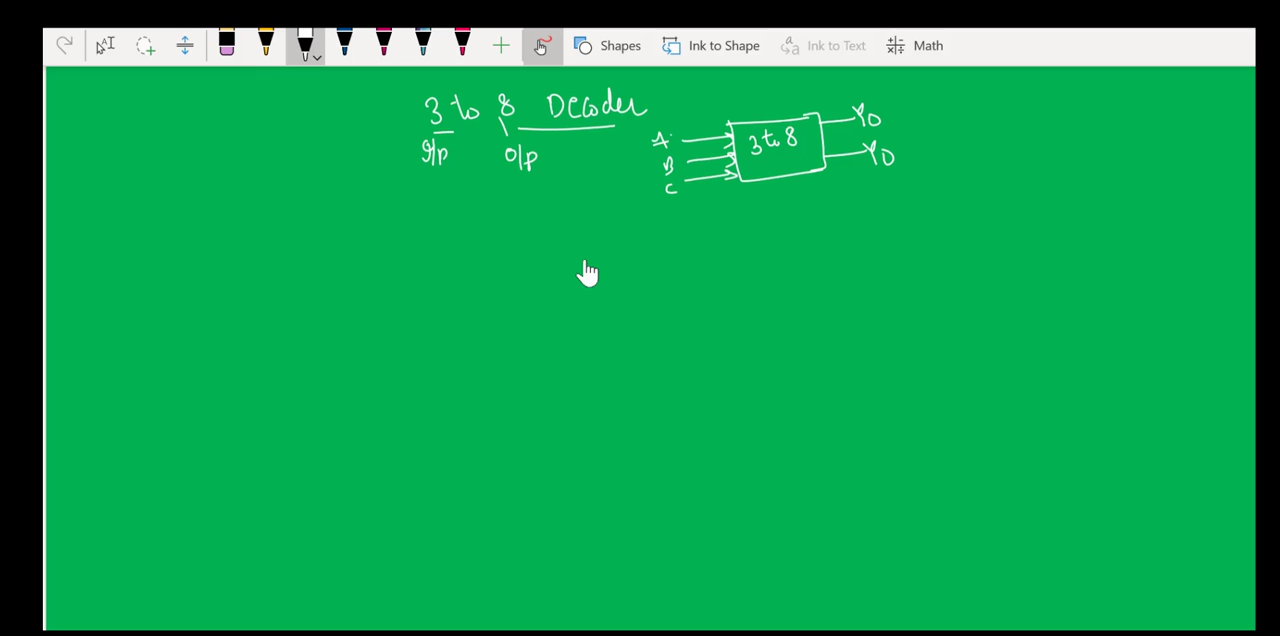 Shapes Ink to Shape Ink to Text Math
3 to 8 Decoder
I/p O/p
A
B
C
3 to 8
Y0
Y0